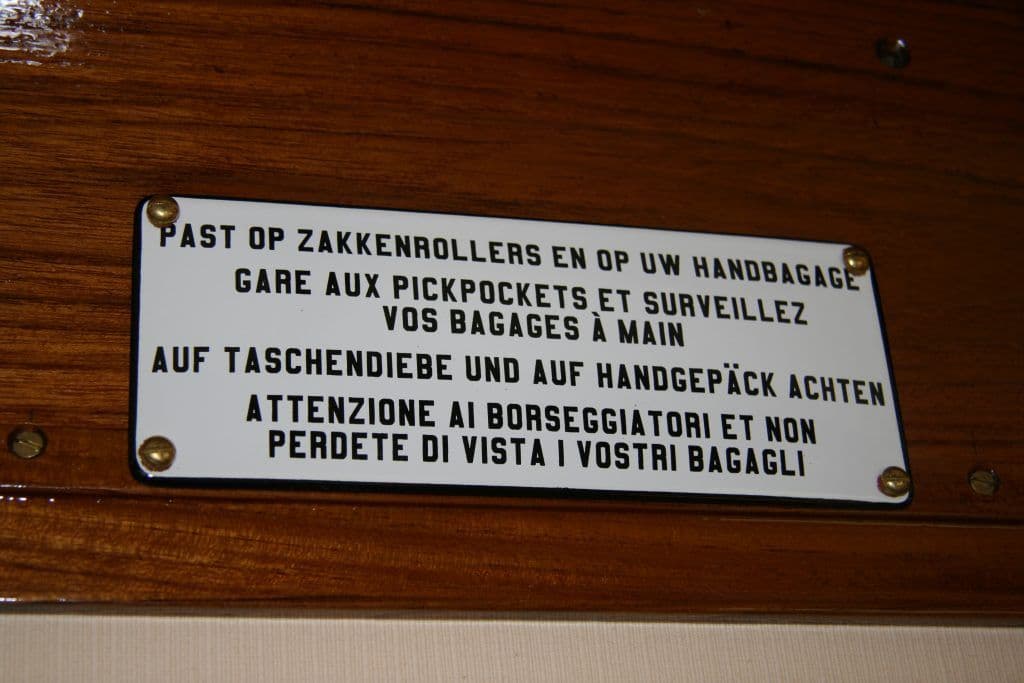 PAST OP ZAKKENROLLERS EN OP UW HANDBAGAGE
GARE AUX PICKPOCKETS ET SURVEILLEZ
VOS BAGAGES À MAIN
AUF TASCHENDIEBE UND AUF HANDGEPÄCK ACHTEN
ATTENZIONE AI BORSEGGIATORI ET NON
PERDETE DI VISTA I VOSTRI BAGAGLI